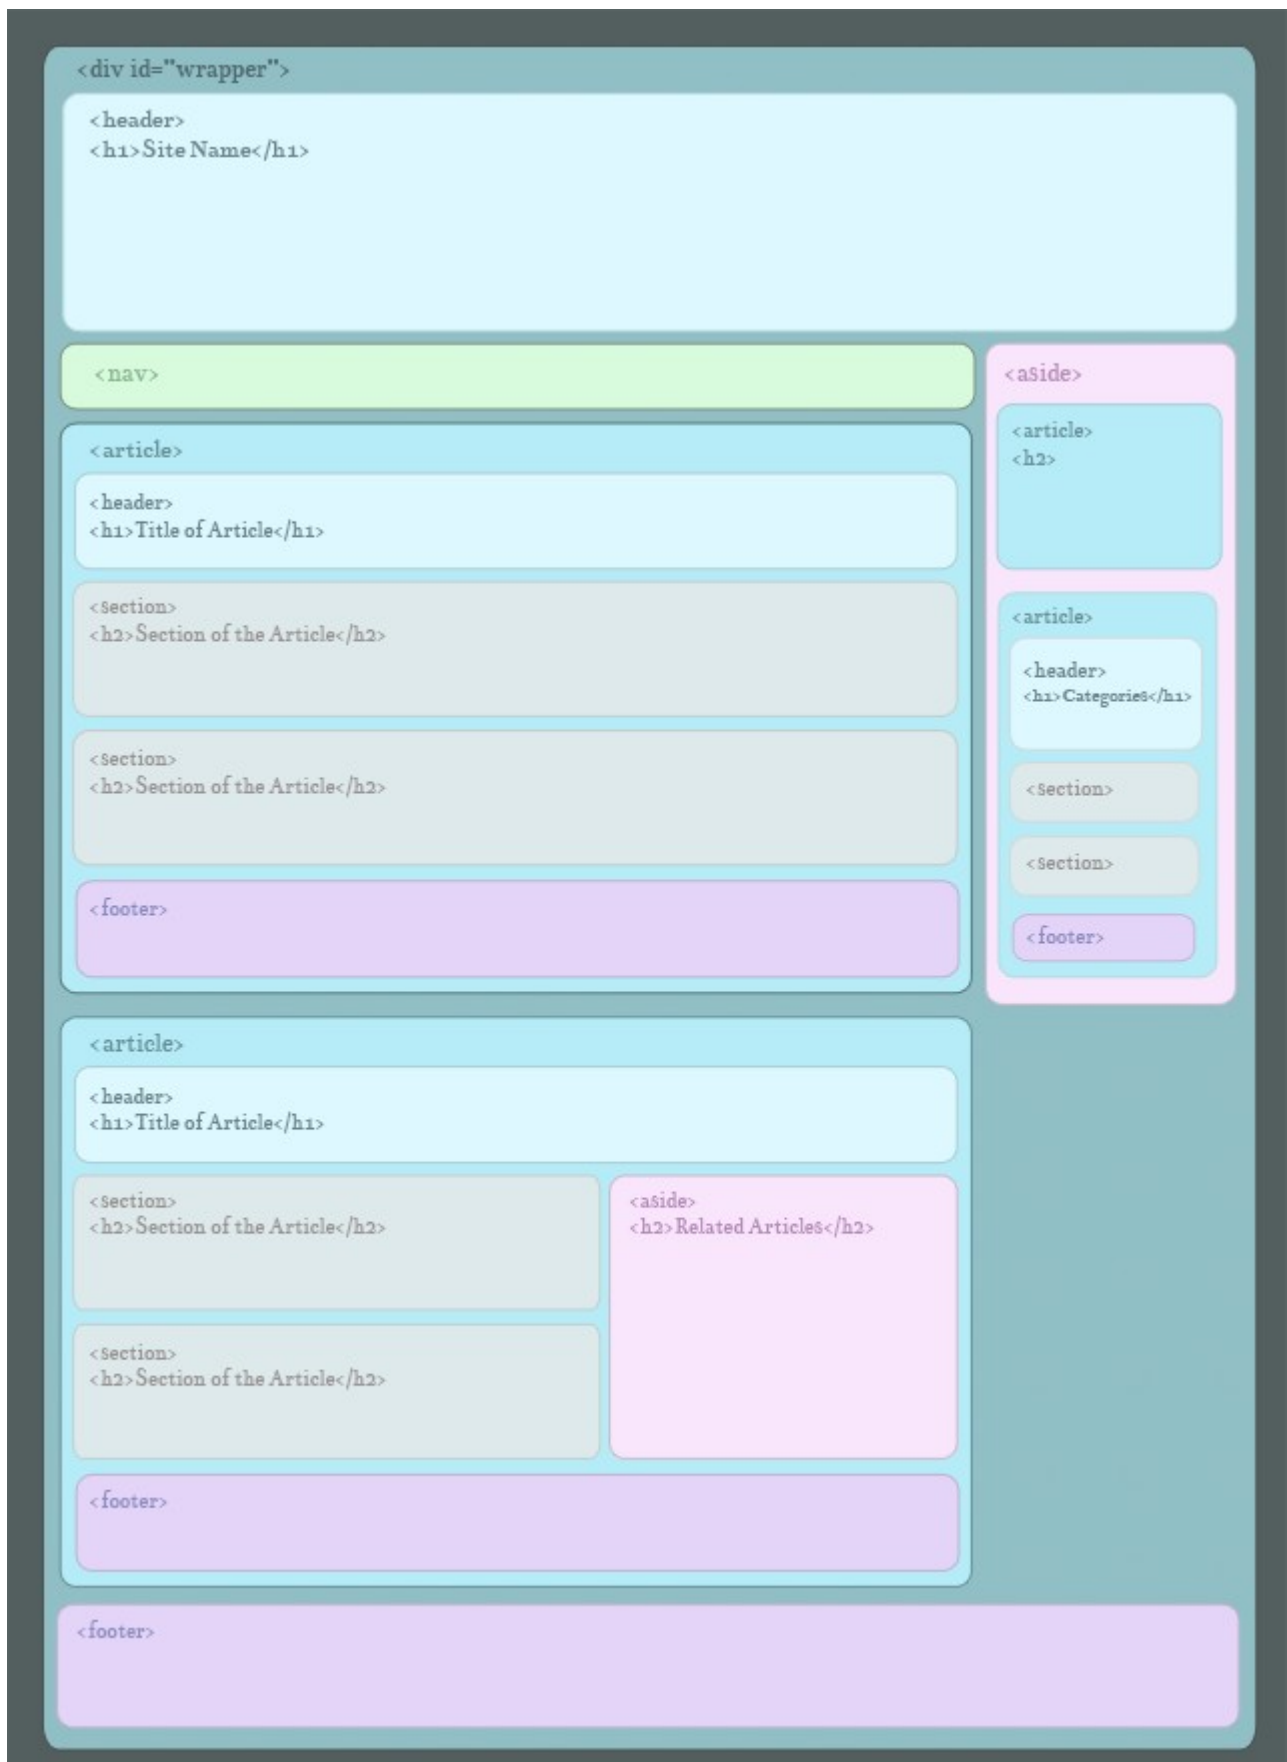 <div id="wrapper">
<header>
<h1>Site Name</h1>
<nav>
<article>
<header>
<h1>Title of Article</h1>
<section>
<h2>Section of the Article</h2>
<section>
<h2>Section of the Article</h2>
<footer>
<aside>
<article>
<h2>
<article>
<header>
<h1>Categories</h1>
<section>
<section>
<footer>
<article>
<header>
<h1>Title of Article</h1>
<section>
<h2>Section of the Article</h2>
<section>
<h2>Section of the Article</h2>
<aside>
<h2>Related Articles</h2>
<footer>
<footer>